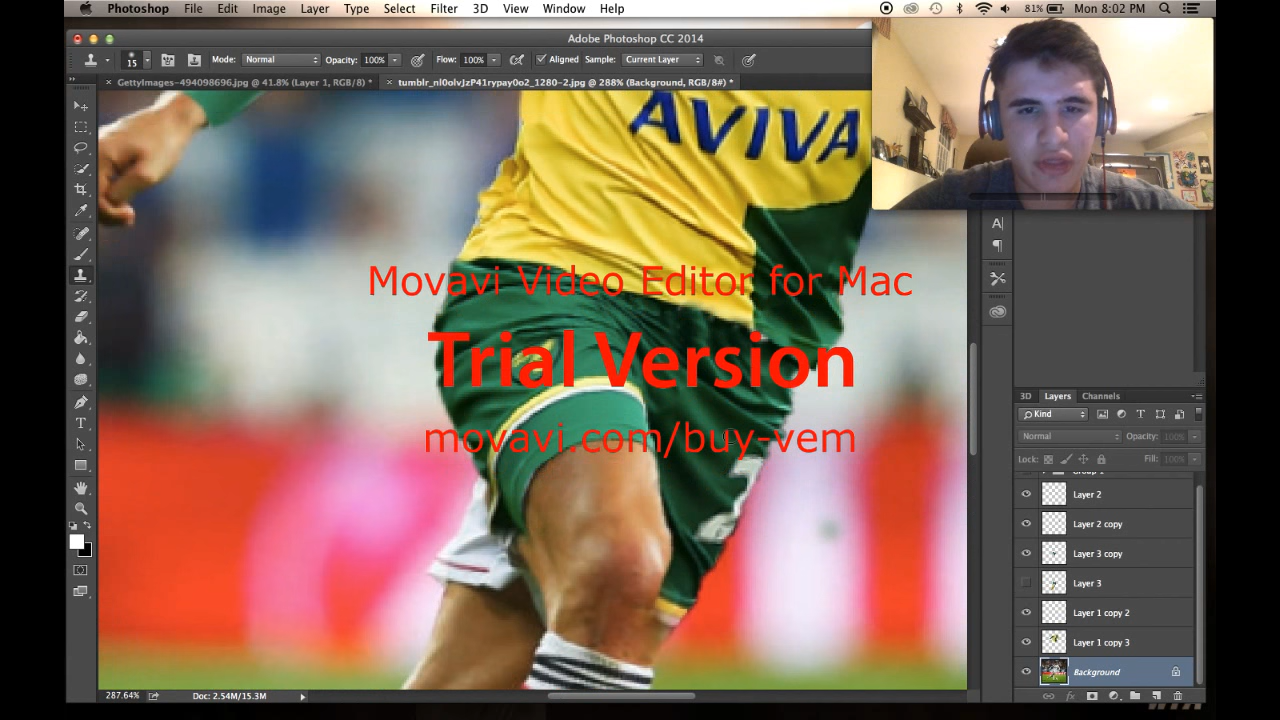 Photoshop File Edit Image Layer Type Select Filter 3D View Window Help 81% Mon 8:02 PM
Adobe Photoshop CC 2014
15 Mode: Normal Opacity: 100% Flow: 100% Aligned Sample: Current Layer
GettyImages-494098696.jpg @ 41.8% (Layer 1, RGB/8) * tumblr_nl0olvJzP41rypay0o2_1280-2.jpg @ 288% (Background, RGB/8#) *
AVIVA
Movavi Video Editor for Mac
Trial Version
movavi.com/buy-vem
3D Layers Channels
Kind
Normal Opacity: 100%
Lock: Fill: 100%
Group 1
Layer 2
Layer 2 copy
Layer 3 copy
Layer 3
Layer 1 copy 2
Layer 1 copy 3
Background
287.64% Doc: 2.54M/15.3M